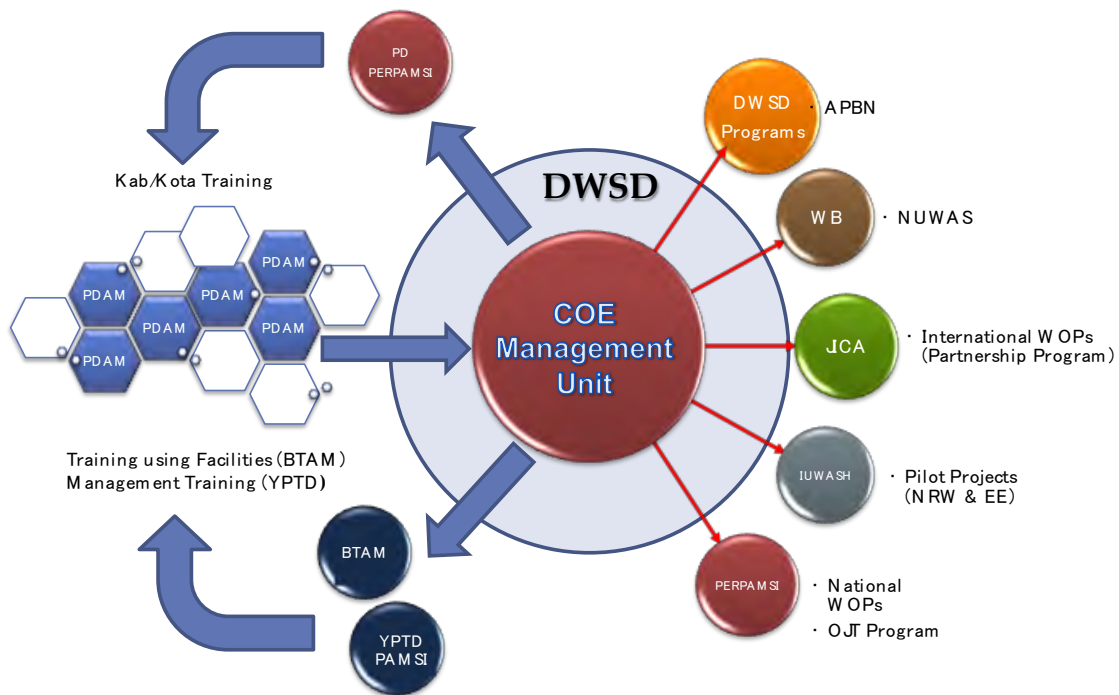 PD
PERPAMSI
Kab/Kota Training
PDAM
PDAM
PDAM
PDAM
PDAM
PDAM
Training using Facilities (BTAM)
Management Training (YPTD)
BTAM
YPTD
PAMSI
DWSD
COE
Management
Unit
DWSD
Programs
· APBN
WB
· NUWAS
JICA
· International WOPs
(Partnership Program)
IUWASH
· Pilot Projects
(NRW & EE)
PERPAMSI
· National
WOPs
· OJT Program